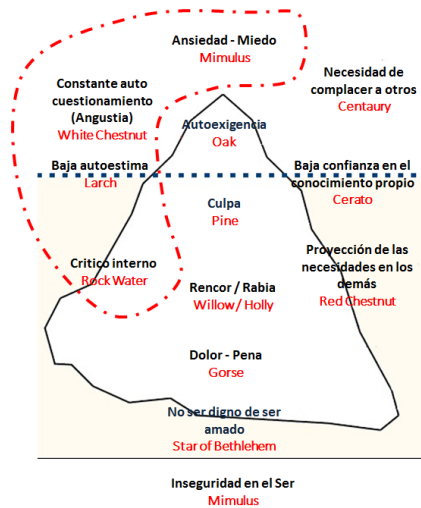 Ansiedad - Miedo
Mimulus
Necesidad de
complacer a otros
Centaury
Constante auto
cuestionamiento
(Angustia)
White Chestnut
Autoexigencia
Oak
Baja autoestima
Larch
Baja confianza en el
conocimiento propio
Cerato
Culpa
Pine
Critico interno
Rock Water
Proyección de las
necesidades en los
demás
Red Chestnut
Rencor / Rabia
Willow / Holly
Dolor - Pena
Gorse
No ser digno de ser
amado
Star of Bethlehem
Inseguridad en el Ser
Mimulus